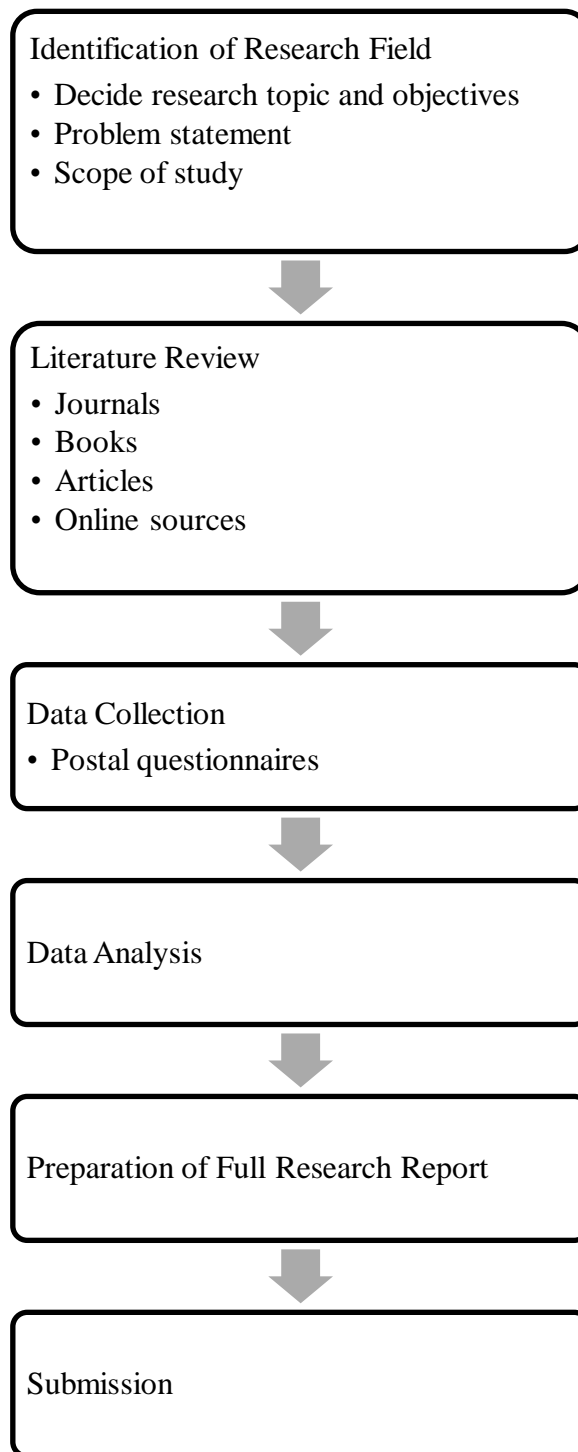 Identification of Research Field
• Decide research topic and objectives
• Problem statement
• Scope of study
Literature Review
• Journals
• Books
• Articles
• Online sources
Data Collection
• Postal questionnaires
Data Analysis
Preparation of Full Research Report
Submission